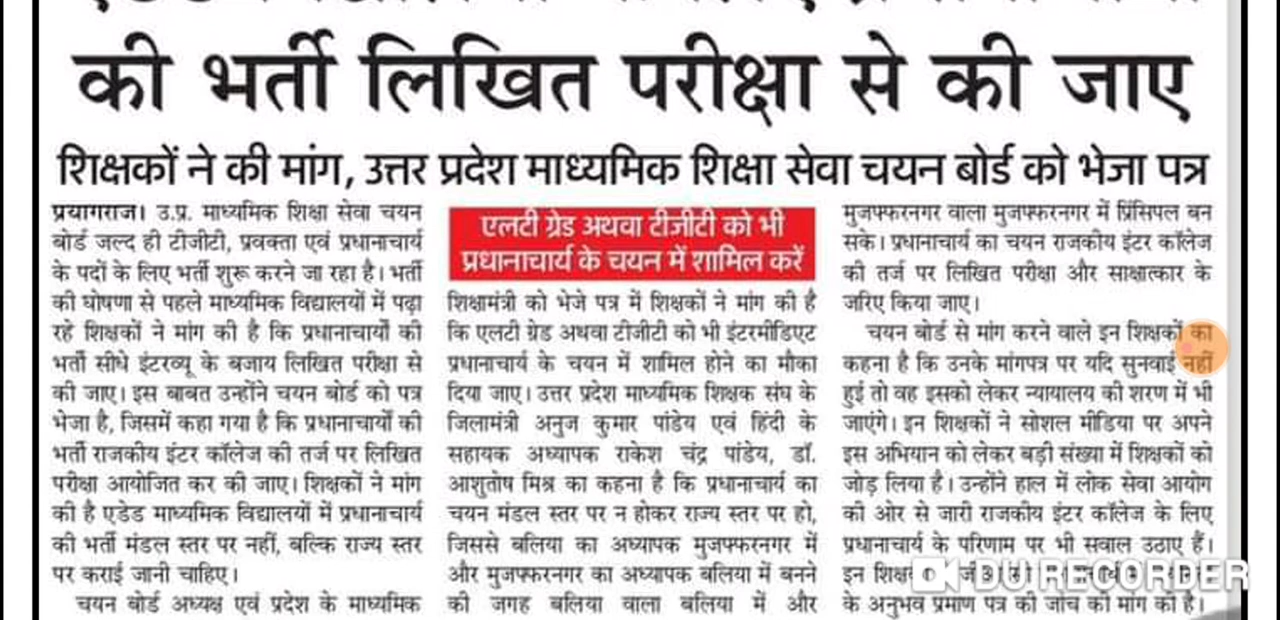 की भर्ती लिखित परीक्षा से की जाए
शिक्षकों ने की मांग, उत्तर प्रदेश माध्यमिक शिक्षा सेवा चयन बोर्ड को भेजा पत्र
प्रयागराज। उ.प्र. माध्यमिक शिक्षा सेवा चयन
बोर्ड जल्द ही टीजीटी, प्रवक्ता एवं प्रधानाचार्य
के पदों के लिए भर्ती शुरू करने जा रहा है। भर्ती
की घोषणा से पहले माध्यमिक विद्यालयों में पढ़ा
रहे शिक्षकों ने मांग की है कि प्रधानाचार्यों की
भर्ती सीधे इंटरव्यू के बजाय लिखित परीक्षा से
की जाए। इस बाबत उन्होंने चयन बोर्ड को पत्र
भेजा है, जिसमें कहा गया है कि प्रधानाचार्यों की
भर्ती राजकीय इंटर कॉलेज की तर्ज पर लिखित
परीक्षा आयोजित कर की जाए। शिक्षकों ने मांग
की है एडेड माध्यमिक विद्यालयों में प्रधानाचार्य
की भर्ती मंडल स्तर पर नहीं, बल्कि राज्य स्तर
पर कराई जानी चाहिए।
चयन बोर्ड अध्यक्ष एवं प्रदेश के माध्यमिक
एलटी ग्रेड अथवा टीजीटी को भी
प्रधानाचार्य के चयन में शामिल करें
शिक्षामंत्री को भेजे पत्र में शिक्षकों ने मांग की है
कि एलटी ग्रेड अथवा टीजीटी को भी इंटरमीडिएट
प्रधानाचार्य के चयन में शामिल होने का मौका
दिया जाए। उत्तर प्रदेश माध्यमिक शिक्षक संघ के
जिलामंत्री अनुज कुमार पांडेय एवं हिंदी के
सहायक अध्यापक राकेश चंद्र पांडेय, डॉ.
आशुतोष मिश्र का कहना है कि प्रधानाचार्य का
चयन मंडल स्तर पर न होकर राज्य स्तर पर हो,
जिससे बलिया का अध्यापक मुजफ्फरनगर में
और मुजफ्फरनगर का अध्यापक बलिया में बनने
की जगह बलिया वाला बलिया में और
मुजफ्फरनगर वाला मुजफ्फरनगर में प्रिंसिपल बन
सके। प्रधानाचार्य का चयन राजकीय इंटर कॉलेज
की तर्ज पर लिखित परीक्षा और साक्षात्कार के
जरिए किया जाए।
चयन बोर्ड से मांग करने वाले इन शिक्षकों का
कहना है कि उनके मांगपत्र पर यदि सुनवाई नहीं
हुई तो वह इसको लेकर न्यायालय की शरण में भी
जाएंगे। इन शिक्षकों ने सोशल मीडिया पर अपने
इस अभियान को लेकर बड़ी संख्या में शिक्षकों को
जोड़ लिया है। उन्होंने हाल में लोक सेवा आयोग
की ओर से जारी राजकीय इंटर कॉलेज के लिए
प्रधानाचार्य के परिणाम पर भी सवाल उठाए हैं।
इन
के अनुभव प्रमाण पत्र की जांच की मांग की है।
DU RECORDER